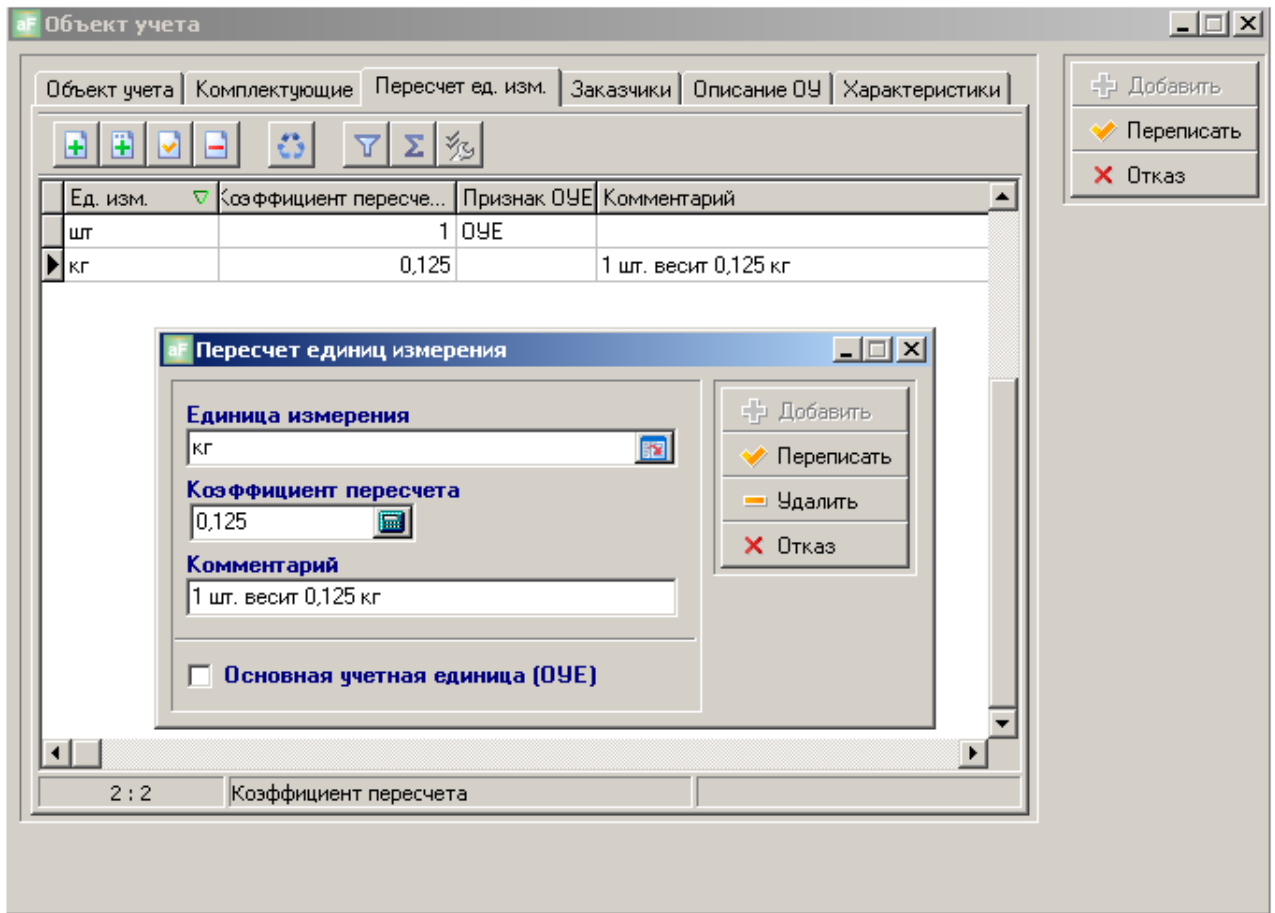 aF Объект учета
Объект учета Комплектующие Пересчет ед. изм. Заказчики Описание ОУ Характеристики
Добавить
Переписать
Отказ
Ед. изм. Коэффициент пересче... Признак ОУЕ Комментарий
шт 1 ОУЕ
кг 0,125 1 шт. весит 0,125 кг
aF Пересчет единиц измерения
Единица измерения
кг
Коэффициент пересчета
0,125
Комментарий
1 шт. весит 0,125 кг
Основная учетная единица (ОУЕ)
Добавить
Переписать
Удалить
Отказ
2 : 2 Коэффициент пересчета